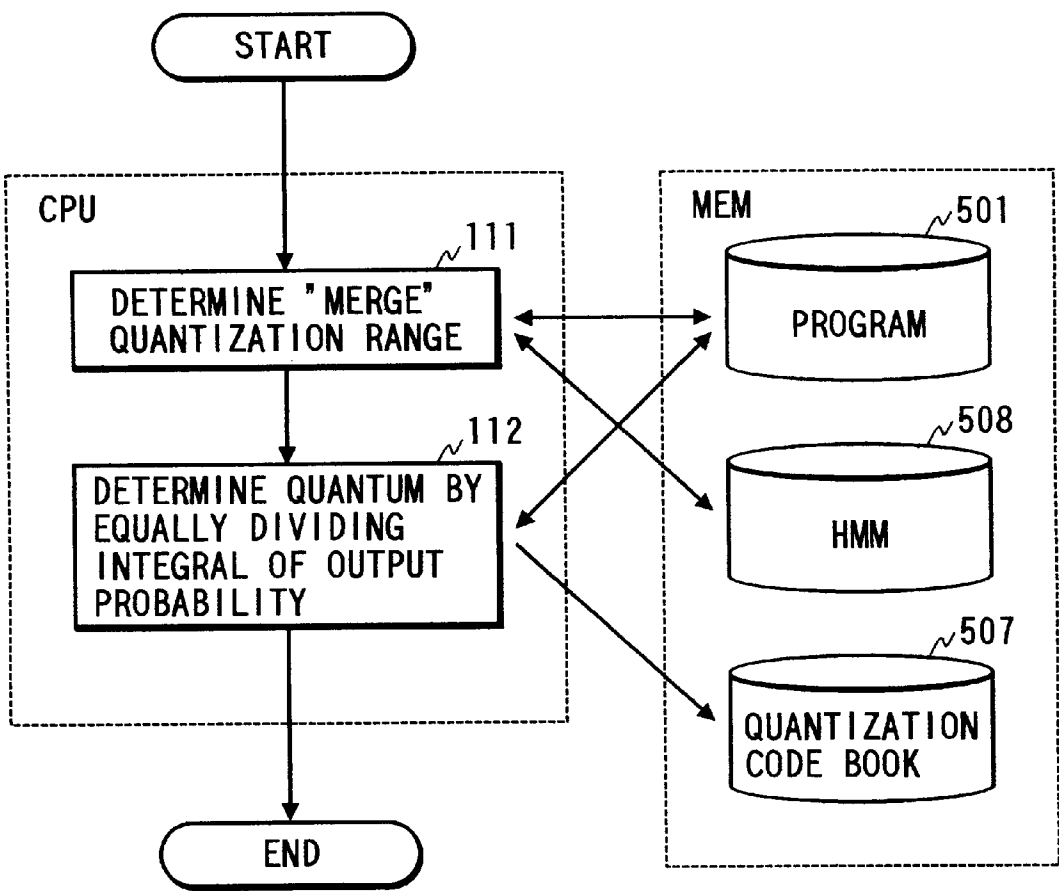 START
CPU
111
DETERMINE "MERGE"
QUANTIZATION RANGE
112
DETERMINE QUANTUM BY
EQUALLY DIVIDING
INTEGRAL OF OUTPUT
PROBABILITY
END
MEM
501
PROGRAM
508
HMM
507
QUANTIZATION
CODE BOOK